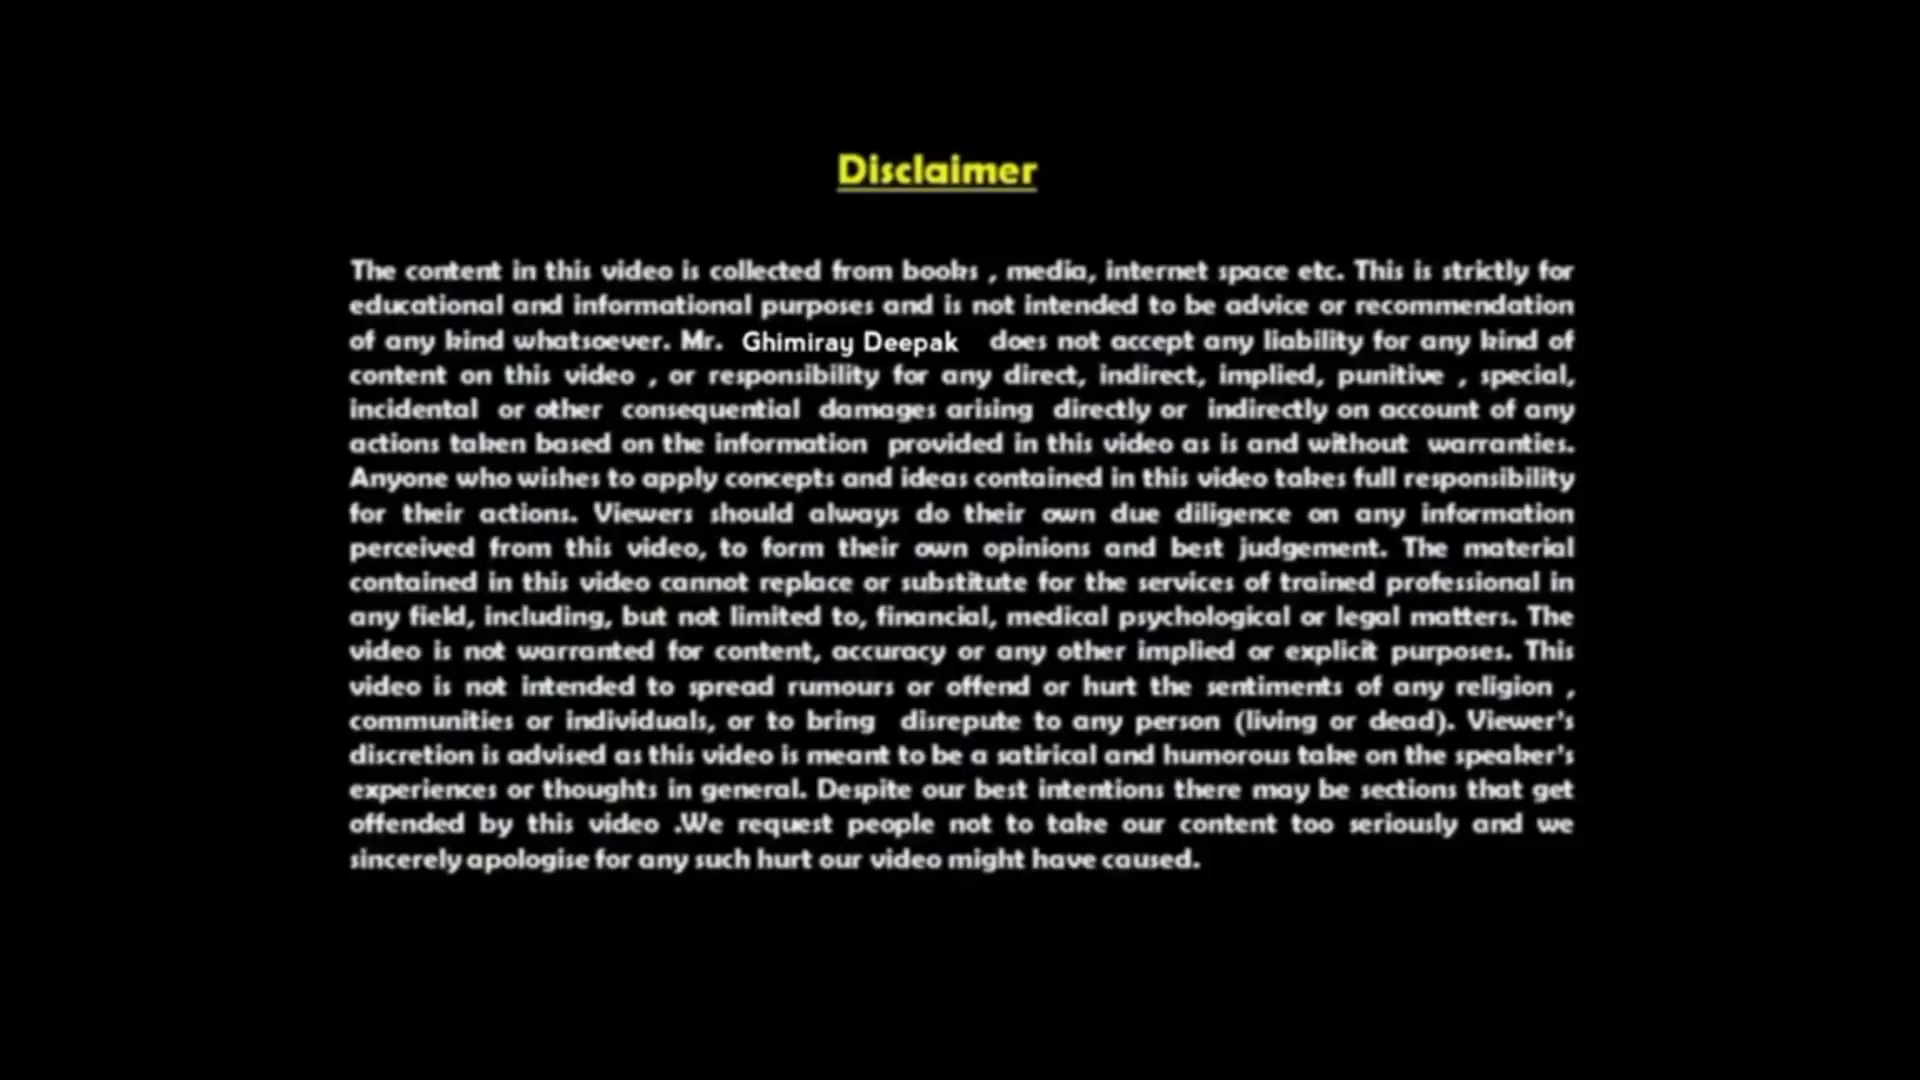 Disclaimer
The content in this video is collected from books , media, internet space etc. This is strictly for
educational and informational purposes and is not intended to be advice or recommendation
of any kind whatsoever. Mr. Ghimiray Deepak does not accept any liability for any kind of
content on this video , or responsibility for any direct, indirect, implied, punitive , special,
incidental or other consequential damages arising directly or indirectly on account of any
actions taken based on the information provided in this video as is and without warranties.
Anyone who wishes to apply concepts and ideas contained in this video takes full responsibility
for their actions. Viewers should always do their own due diligence on any information
perceived from this video, to form their own opinions and best judgement. The material
contained in this video cannot replace or substitute for the services of trained professional in
any field, including, but not limited to, financial, medical psychological or legal matters. The
video is not warranted for content, accuracy or any other implied or explicit purposes. This
video is not intended to spread rumours or offend or hurt the sentiments of any religion ,
communities or individuals, or to bring disrepute to any person (living or dead). Viewer's
discretion is advised as this video is meant to be a satirical and humorous take on the speaker's
experiences or thoughts in general. Despite our best intentions there may be sections that get
offended by this video .We request people not to take our content too seriously and we
sincerely apologise for any such hurt our video might have caused.